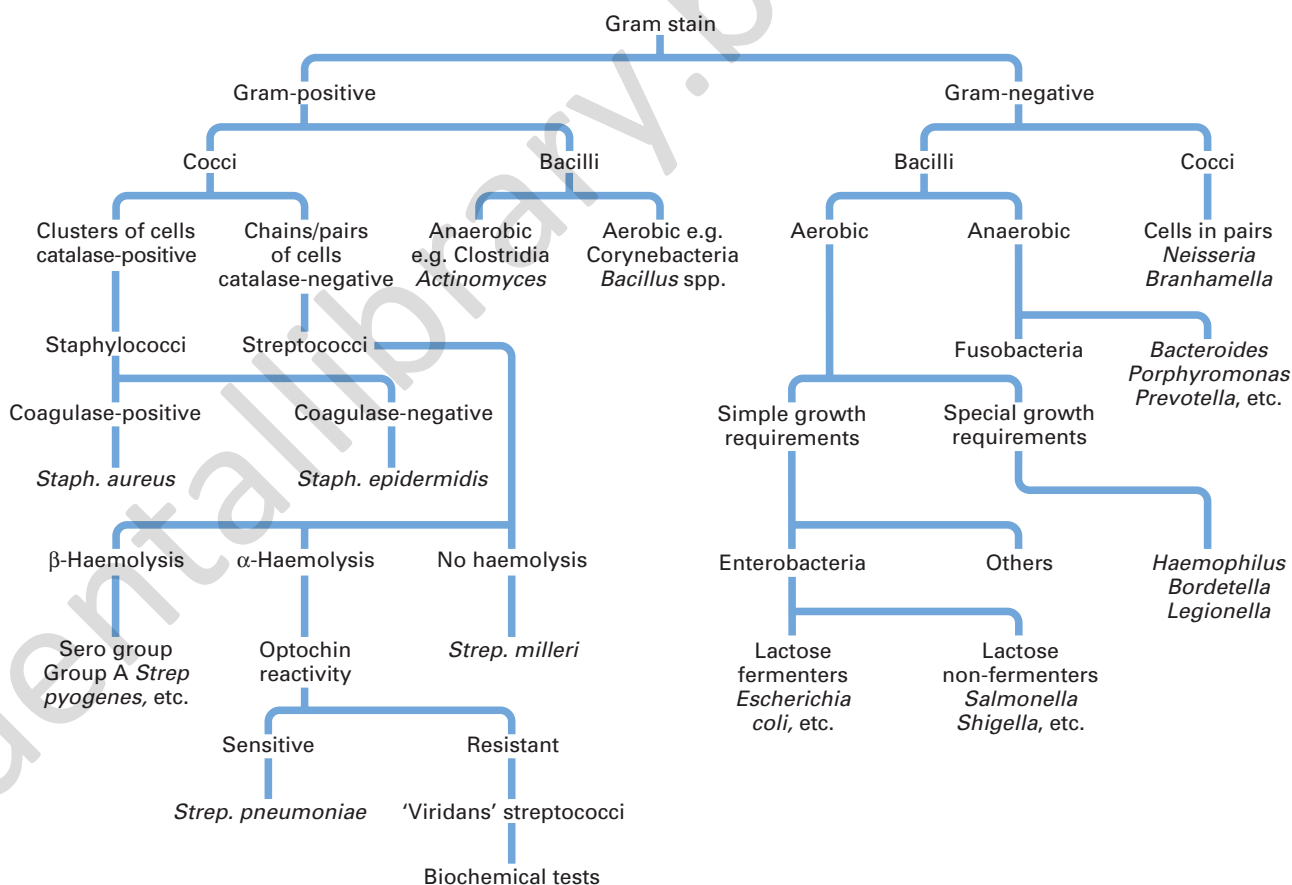 Gram stain
Gram-positive
Gram-negative
Cocci
Bacilli
Bacilli
Cocci
Clusters of cells
catalase-positive
Chains/pairs
of cells
catalase-negative
Anaerobic
e.g. Clostridia
Actinomyces
Aerobic e.g.
Corynebacteria
Bacillus spp.
Aerobic
Anaerobic
Cells in pairs
Neisseria
Branhamella
Staphylococci
Streptococci
Fusobacteria
Bacteroides
Porphyromonas
Prevotella, etc.
Coagulase-positive
Coagulase-negative
Simple growth
requirements
Special growth
requirements
Staph. aureus
Staph. epidermidis
β-Haemolysis
α-Haemolysis
No haemolysis
Enterobacteria
Others
Haemophilus
Bordetella
Legionella
Sero group
Group A Strep
pyogenes, etc.
Optochin
reactivity
Strep. milleri
Lactose
fermenters
Escherichia
coli, etc.
Lactose
non-fermenters
Salmonella
Shigella, etc.
Sensitive
Resistant
Strep. pneumoniae
‘Viridans’ streptococci
Biochemical tests
dentallibrary.b